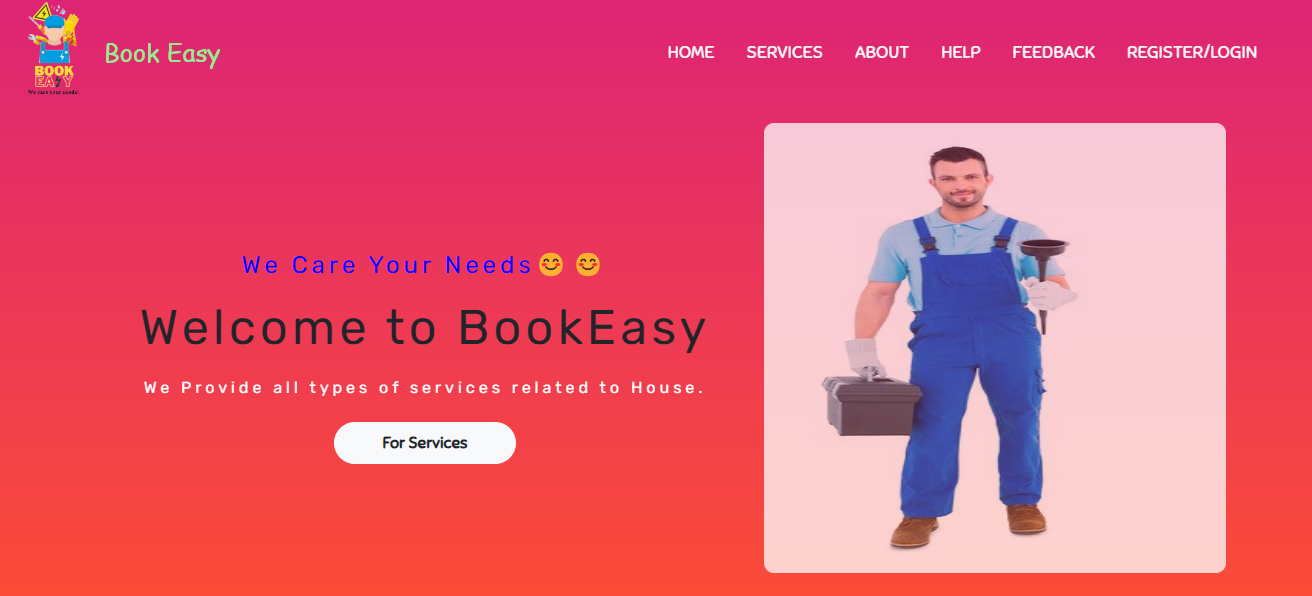 BOOK
EASY
We care your needs!
Book Easy
HOME SERVICES ABOUT HELP FEEDBACK REGISTER/LOGIN
We Care Your Needs😊 😊
Welcome to BookEasy
We Provide all types of services related to House.
For Services